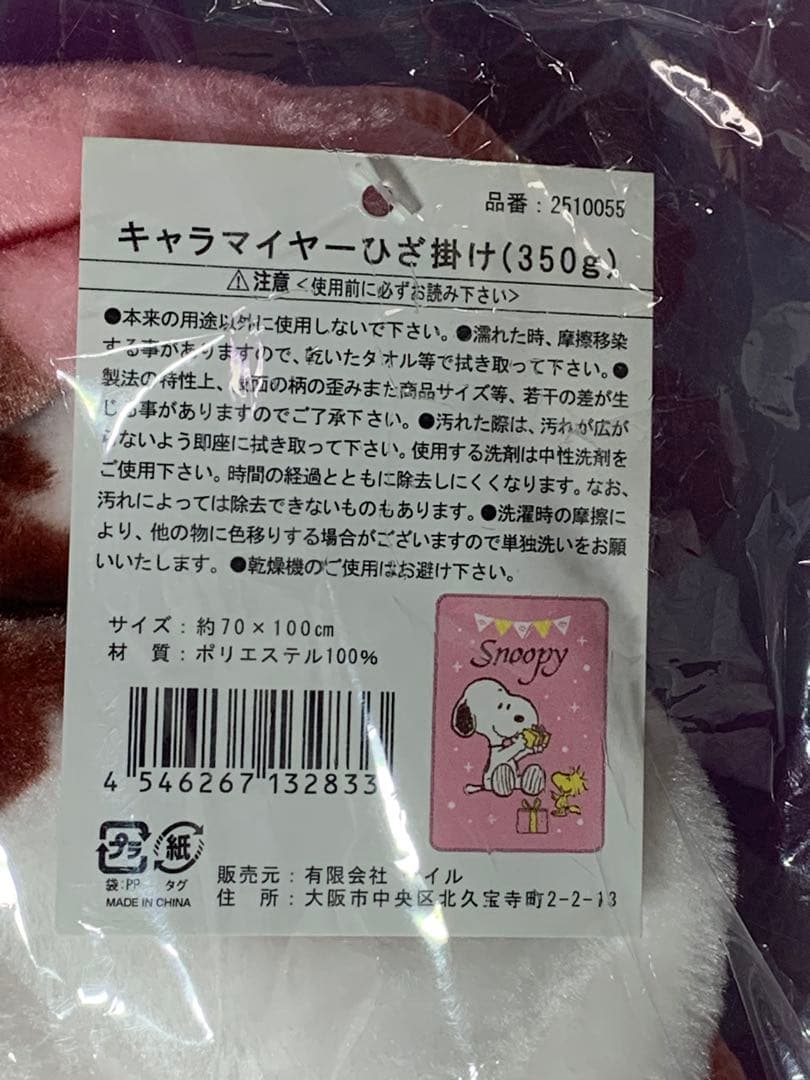 品番：2510055
キャラマイヤーひざ掛け(350g)
⚠注意<使用前に必ずお読み下さい>
●本来の用途以外に使用しないで下さい。●濡れた時、摩擦移染
する事がありますので、乾いたタオル等で拭き取って下さい。●
製法の特性上、面の柄の歪みまた商品サイズ等、若干の差が生
じる事がありますのでご了承下さい。●汚れた際は、汚れが広が
らないよう即座に拭き取って下さい。使用する洗剤は中性洗剤を
ご使用下さい。時間の経過とともに除去しにくくなります。なお、
汚れによっては除去できないものもあります。●洗濯時の摩擦に
より、他の物に色移りする場合がございますので単独洗いをお願
いいたします。●乾燥機のご使用はお避け下さい。
サイズ：約70×100cm
材　質：ポリエステル100%
Snoopy
4 546267 132833
プラ 紙
袋:PP タグ
MADE IN CHINA
販売元：有限会社 イル
住　所：大阪市中央区北久宝寺町2-2-13